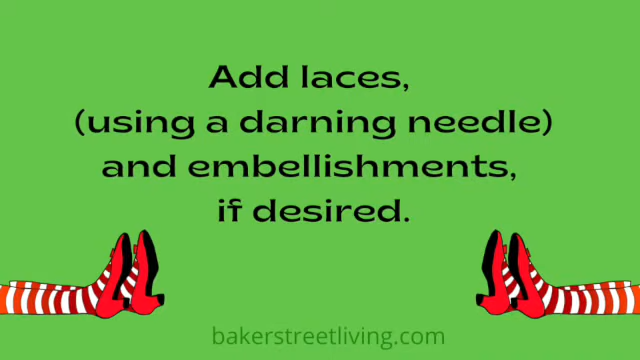 Add laces,
(using a darning needle)
and embellishments,
if desired.
bakerstreetliving.com